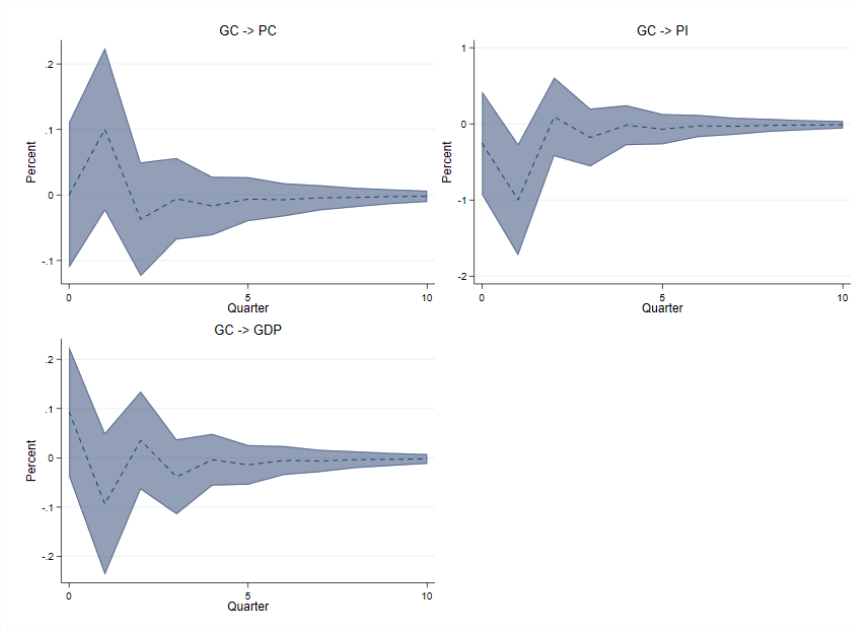 GC -> PC
.2
.1
0
-.1
Percent
0 5 10
Quarter
GC -> PI
1
0
-1
-2
Percent
0 5 10
Quarter
GC -> GDP
.2
.1
0
-.1
-.2
Percent
0 5 10
Quarter